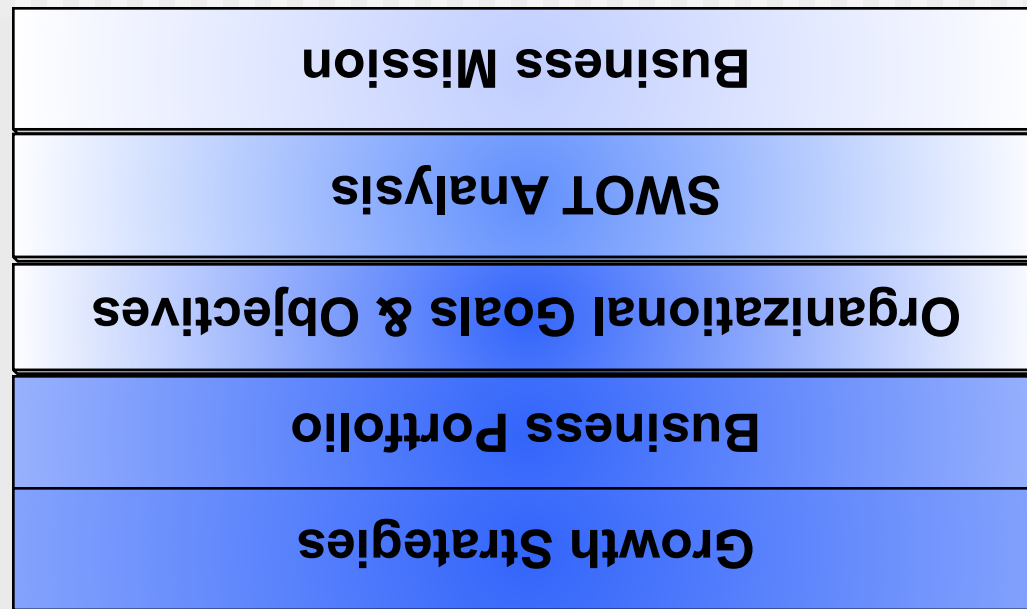 Business Mission
SWOT Analysis
Organizational Goals & Objectives
Business Portfolio
Growth Strategies